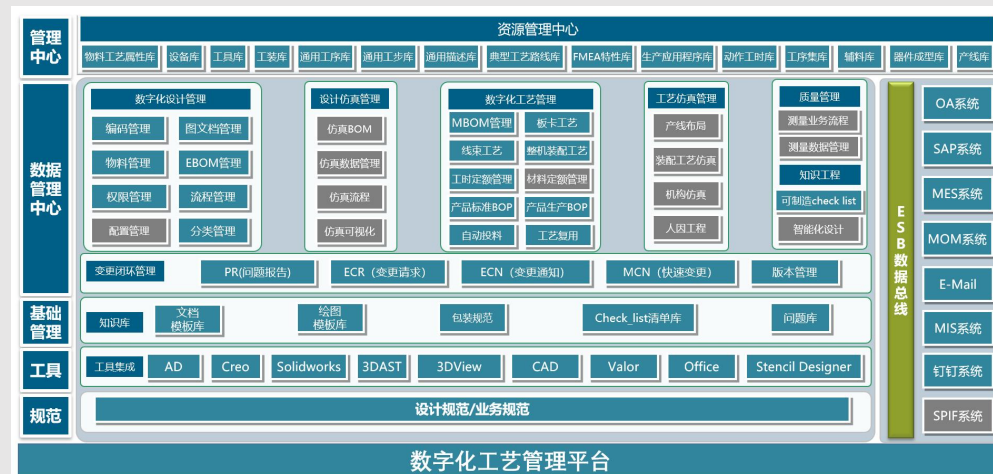 管理
中心
资源管理中心
物料工艺属性库 设备库 工具库 工装库 通用工序库 通用工步库 通用描述库 典型工艺路线库 FMEA特性库 生产应用程序库 动作工时库 工序集库 辅料库 器件成型库 产线库
数据
管理
中心
数字化设计管理
编码管理 图文档管理
物料管理 EBOM管理
权限管理 流程管理
配置管理 分类管理
设计仿真管理
仿真BOM
仿真数据管理
仿真流程
仿真可视化
数字化工艺管理
MBOM管理 板卡工艺
线束工艺 整机装配工艺
工时定额管理 材料定额管理
产品标准BOP 产品生产BOP
自动投料 工艺复用
工艺仿真管理
产线布局
装配工艺仿真
机构仿真
人因工程
质量管理
测量业务流程
测量数据管理
知识工程
可制造check list
智能化设计
变更闭环管理 PR(问题报告) ECR（变更请求） ECN（变更通知） MCN（快速变更） 版本管理
基础
管理
知识库
文档
模板库
绘图
模板库
包装规范
Check_list清单库
问题库
工具
工具集成 AD Creo Solidworks 3DAST 3DView CAD Valor Office Stencil Designer
规范
设计规范/业务规范
ESB数据总线
OA系统
SAP系统
MES系统
MOM系统
E-Mail
MIS系统
钉钉系统
SPIF系统
数字化工艺管理平台